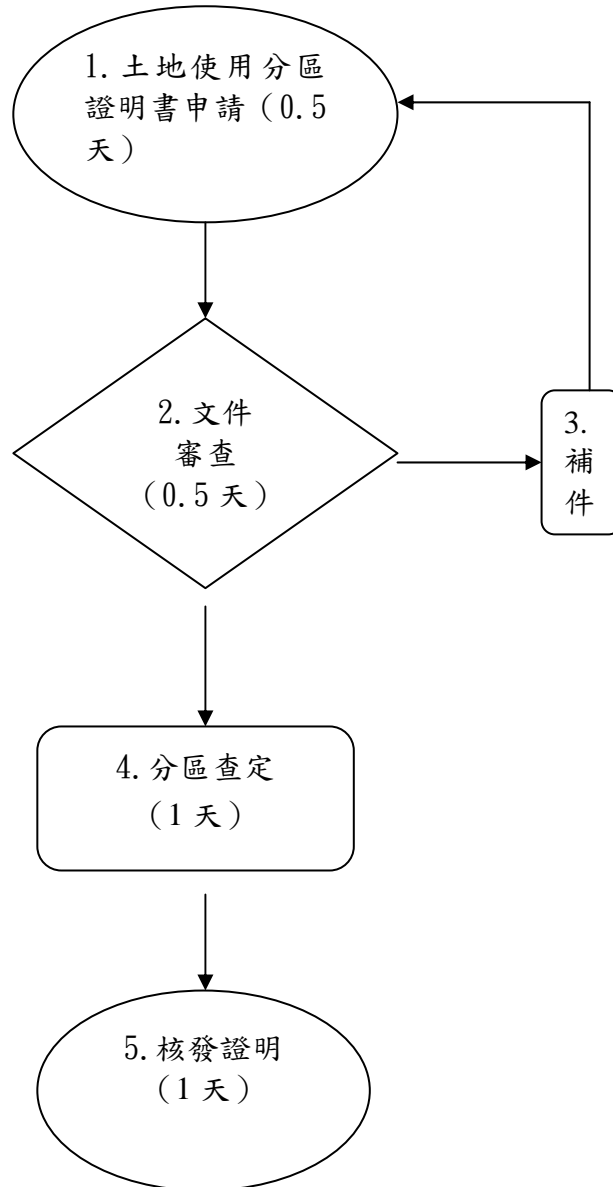 1.土地使用分區
證明書申請（0.5
天）
2.文件
審查
（0.5 天）
3.
補
件
4.分區查定
（1 天）
5.核發證明
（1 天）